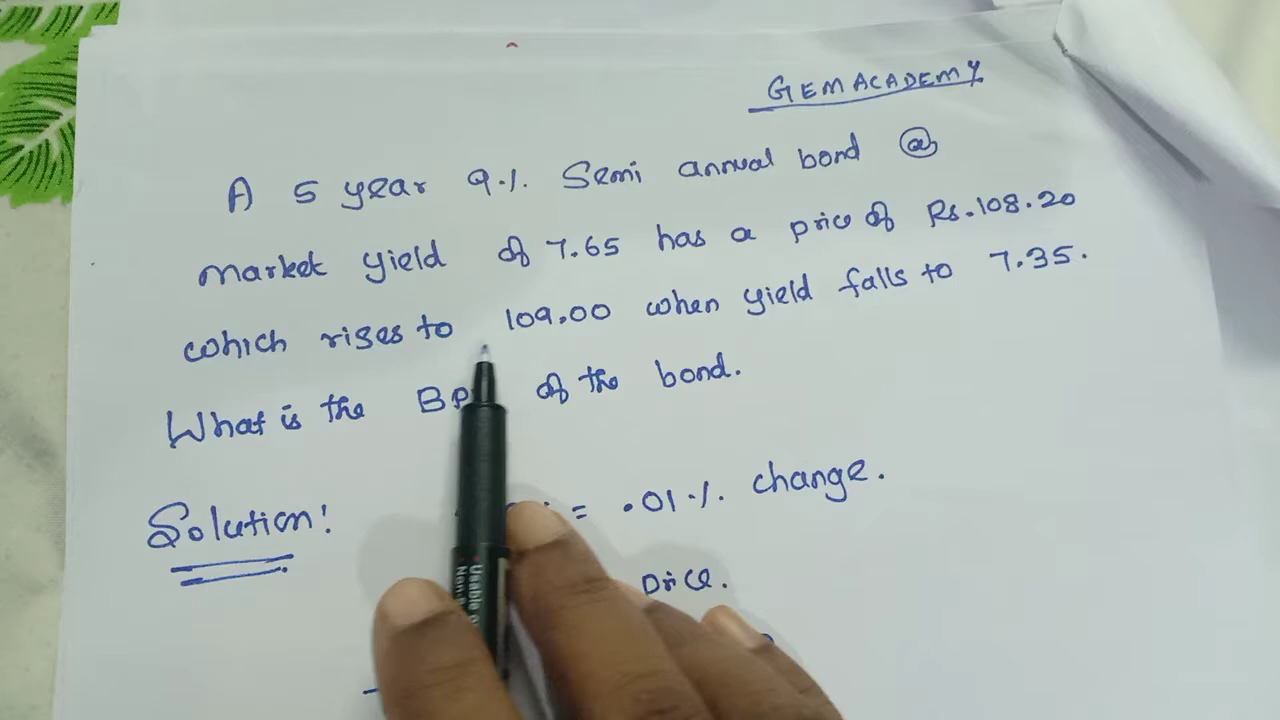 GEM ACADEMY
A 5 year 9.1. Semi annual bond @
market yield of 7.65 has a price of Rs.108.20
which rises to 109.00 when yield falls to 7.35.
What is the of the bond.
Solution!
= .01.1. change.
price.